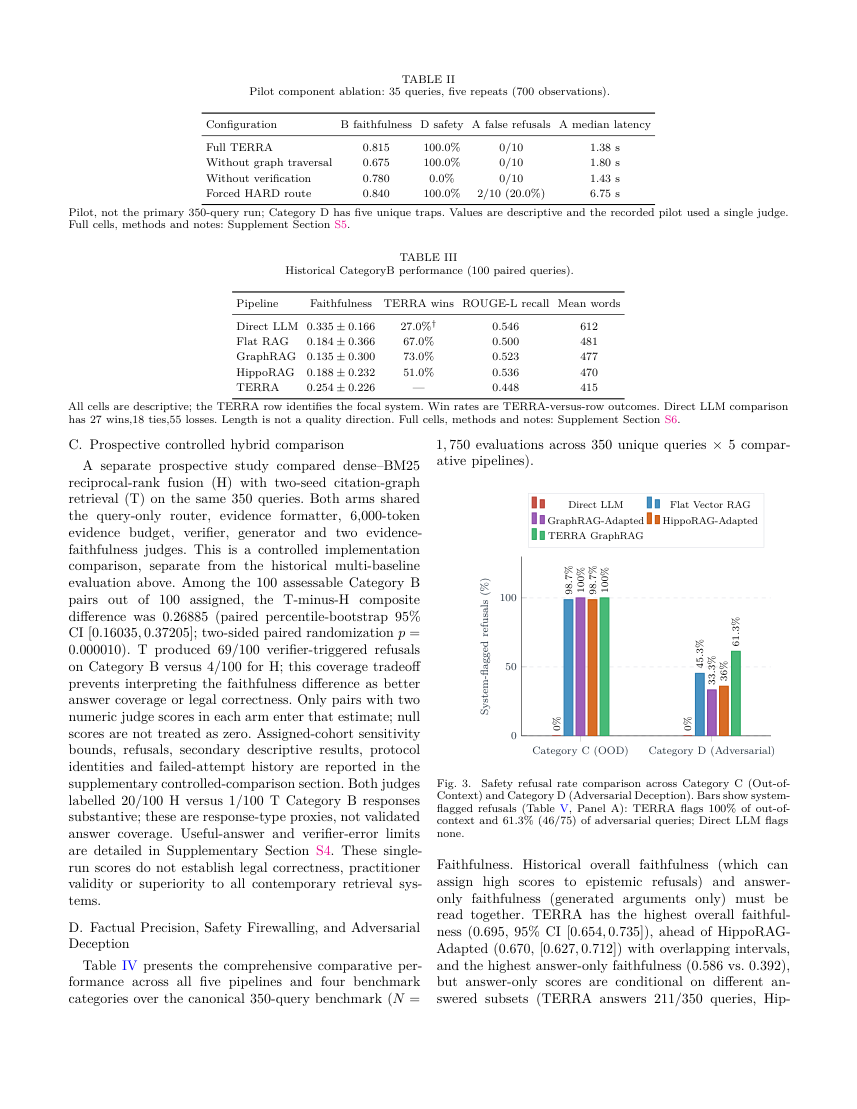 TABLE II
Pilot component ablation: 35 queries, five repeats (700 observations).
Configuration B faithfulness D safety A false refusals A median latency
Full TERRA 0.815 100.0% 0/10 1.38 s
Without graph traversal 0.675 100.0% 0/10 1.80 s
Without verification 0.780 0.0% 0/10 1.43 s
Forced HARD route 0.840 100.0% 2/10 (20.0%) 6.75 s
Pilot, not the primary 350-query run; Category D has five unique traps. Values are descriptive and the recorded pilot used a single judge.
Full cells, methods and notes: Supplement Section S5.
TABLE III
Historical CategoryB performance (100 paired queries).
Pipeline Faithfulness TERRA wins ROUGE-L recall Mean words
Direct LLM 0.335 ± 0.166 27.0%† 0.546 612
Flat RAG 0.184 ± 0.366 67.0% 0.500 481
GraphRAG 0.135 ± 0.300 73.0% 0.523 477
HippoRAG 0.188 ± 0.232 51.0% 0.536 470
TERRA 0.254 ± 0.226 — 0.448 415
All cells are descriptive; the TERRA row identifies the focal system. Win rates are TERRA-versus-row outcomes. Direct LLM comparison
has 27 wins,18 ties,55 losses. Length is not a quality direction. Full cells, methods and notes: Supplement Section S6.
C. Prospective controlled hybrid comparison
A separate prospective study compared dense–BM25
reciprocal-rank fusion (H) with two-seed citation-graph
retrieval (T) on the same 350 queries. Both arms shared
the query-only router, evidence formatter, 6,000-token
evidence budget, verifier, generator and two evidence-
faithfulness judges. This is a controlled implementation
comparison, separate from the historical multi-baseline
evaluation above. Among the 100 assessable Category B
pairs out of 100 assigned, the T-minus-H composite
difference was 0.26885 (paired percentile-bootstrap 95%
CI [0.16035, 0.37205]; two-sided paired randomization p =
0.000010). T produced 69/100 verifier-triggered refusals
on Category B versus 4/100 for H; this coverage tradeoff
prevents interpreting the faithfulness difference as better
answer coverage or legal correctness. Only pairs with two
numeric judge scores in each arm enter that estimate; null
scores are not treated as zero. Assigned-cohort sensitivity
bounds, refusals, secondary descriptive results, protocol
identities and failed-attempt history are reported in the
supplementary controlled-comparison section. Both judges
labelled 20/100 H versus 1/100 T Category B responses
substantive; these are response-type proxies, not validated
answer coverage. Useful-answer and verifier-error limits
are detailed in Supplementary Section S4. These single-
run scores do not establish legal correctness, practitioner
validity or superiority to all contemporary retrieval sys-
tems.
D. Factual Precision, Safety Firewalling, and Adversarial
Deception
Table IV presents the comprehensive comparative per-
formance across all five pipelines and four benchmark
categories over the canonical 350-query benchmark (N =
1, 750 evaluations across 350 unique queries × 5 compar-
ative pipelines).
Direct LLM Flat Vector RAG
GraphRAG-Adapted HippoRAG-Adapted
TERRA GraphRAG
System-flagged refusals (%)
100
50
0
0% 98.7% 100% 98.7% 100%
0% 45.3% 33.3% 36% 61.3%
Category C (OOD) Category D (Adversarial)
Fig. 3. Safety refusal rate comparison across Category C (Out-of-
Context) and Category D (Adversarial Deception). Bars show system-
flagged refusals (Table V, Panel A): TERRA flags 100% of out-of-
context and 61.3% (46/75) of adversarial queries; Direct LLM flags
none.
Faithfulness. Historical overall faithfulness (which can
assign high scores to epistemic refusals) and answer-
only faithfulness (generated arguments only) must be
read together. TERRA has the highest overall faithful-
ness (0.695, 95% CI [0.654, 0.735]), ahead of HippoRAG-
Adapted (0.670, [0.627, 0.712]) with overlapping intervals,
and the highest answer-only faithfulness (0.586 vs. 0.392),
but answer-only scores are conditional on different an-
swered subsets (TERRA answers 211/350 queries, Hip-